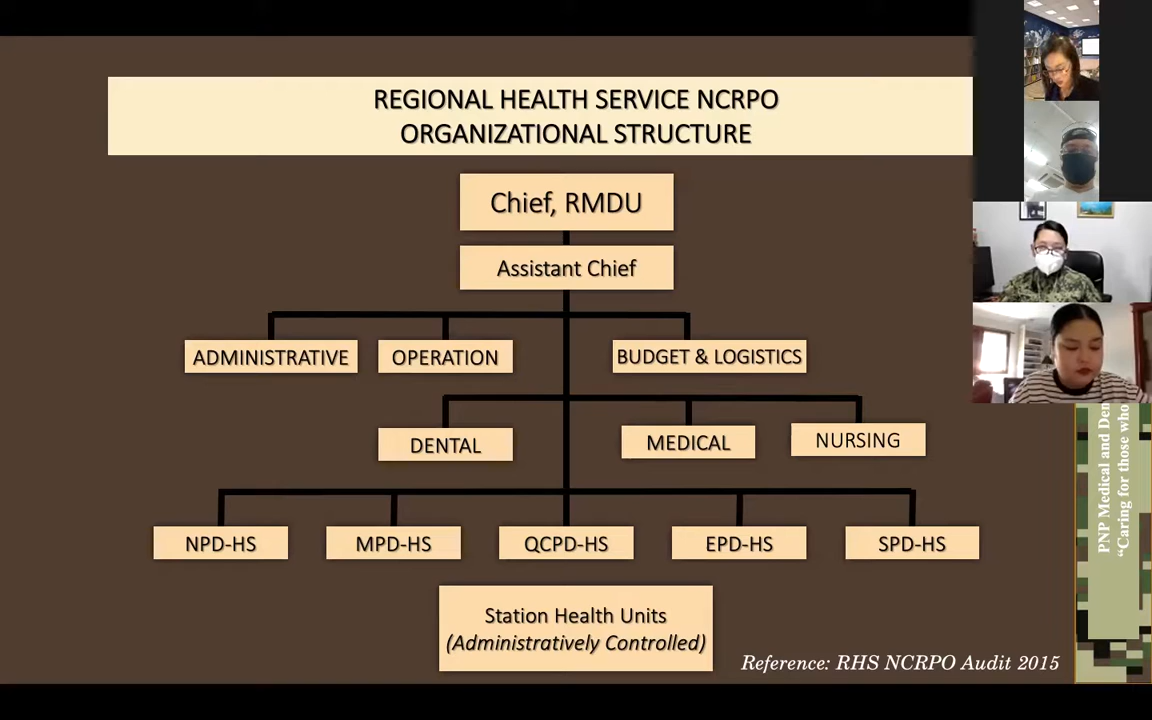 REGIONAL HEALTH SERVICE NCRPO
ORGANIZATIONAL STRUCTURE
Chief, RMDU
Assistant Chief
ADMINISTRATIVE
OPERATION
BUDGET & LOGISTICS
DENTAL
MEDICAL
NURSING
NPD-HS
MPD-HS
QCPD-HS
EPD-HS
SPD-HS
Station Health Units
(Administratively Controlled)
Reference: RHS NCRPO Audit 2015
PNP Medical and Den
“Caring for those who